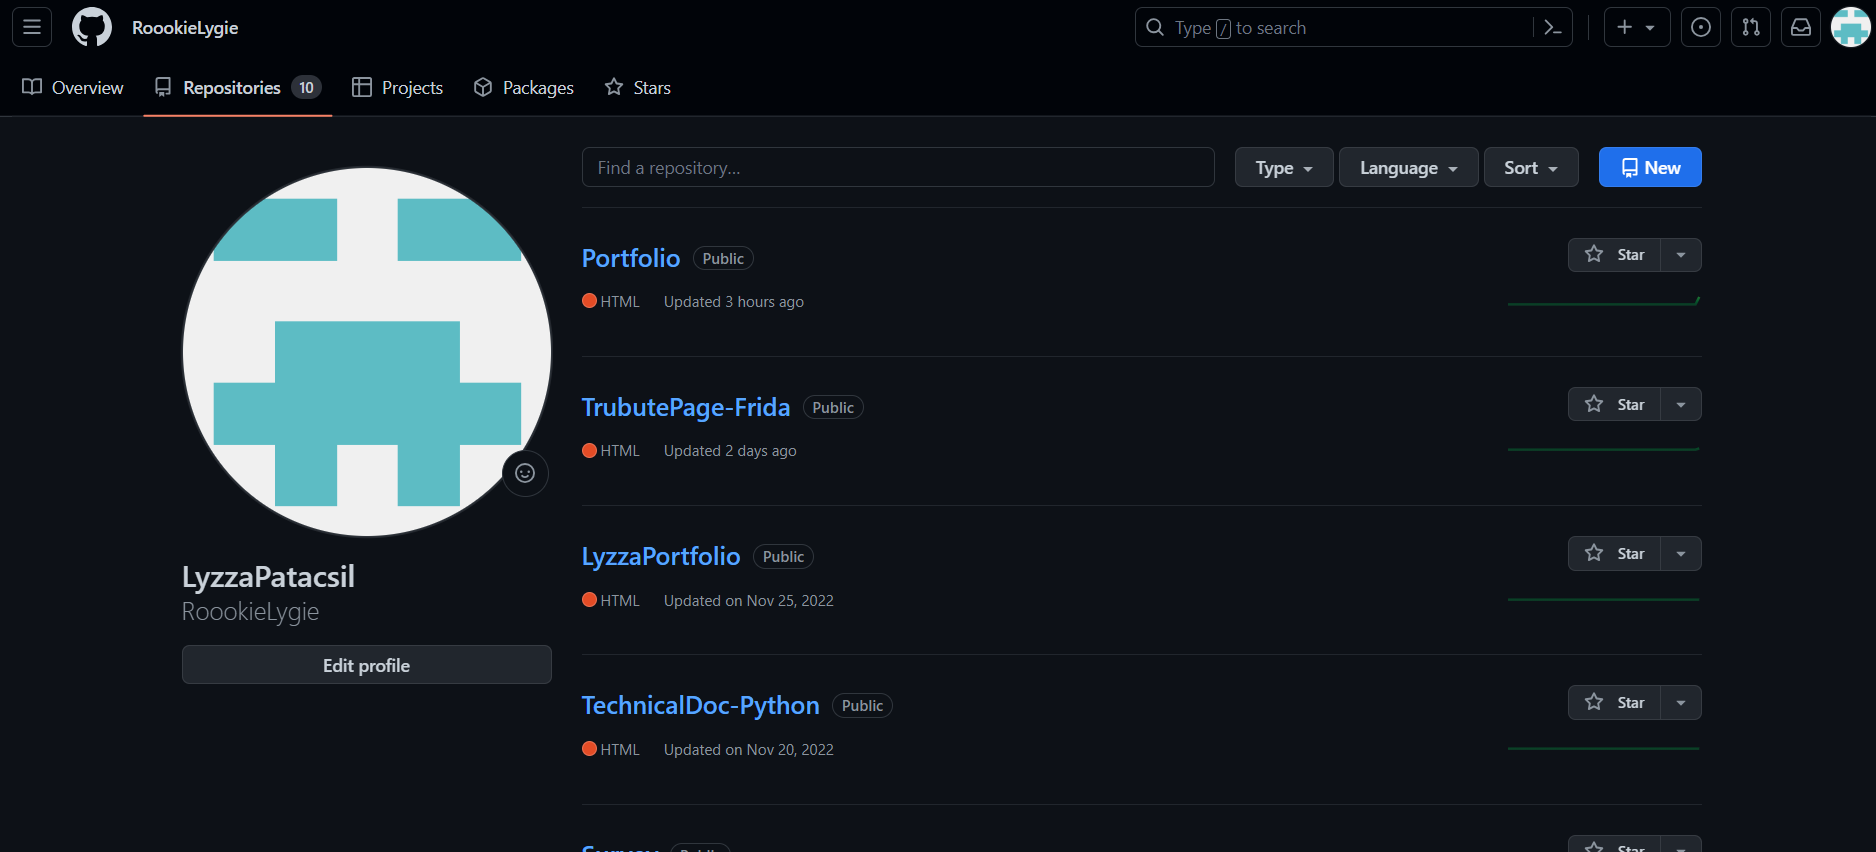 RoookieLygie
Type / to search
Overview Repositories 10 Projects Packages Stars
Find a repository...
Type Language Sort New
Portfolio Public
Star
HTML Updated 3 hours ago
TrubutePage-Frida Public
Star
HTML Updated 2 days ago
LyzzaPortfolio Public
Star
HTML Updated on Nov 25, 2022
LyzzaPatacsil
RoookieLygie
Edit profile
TechnicalDoc-Python Public
Star
HTML Updated on Nov 20, 2022
Public
Star